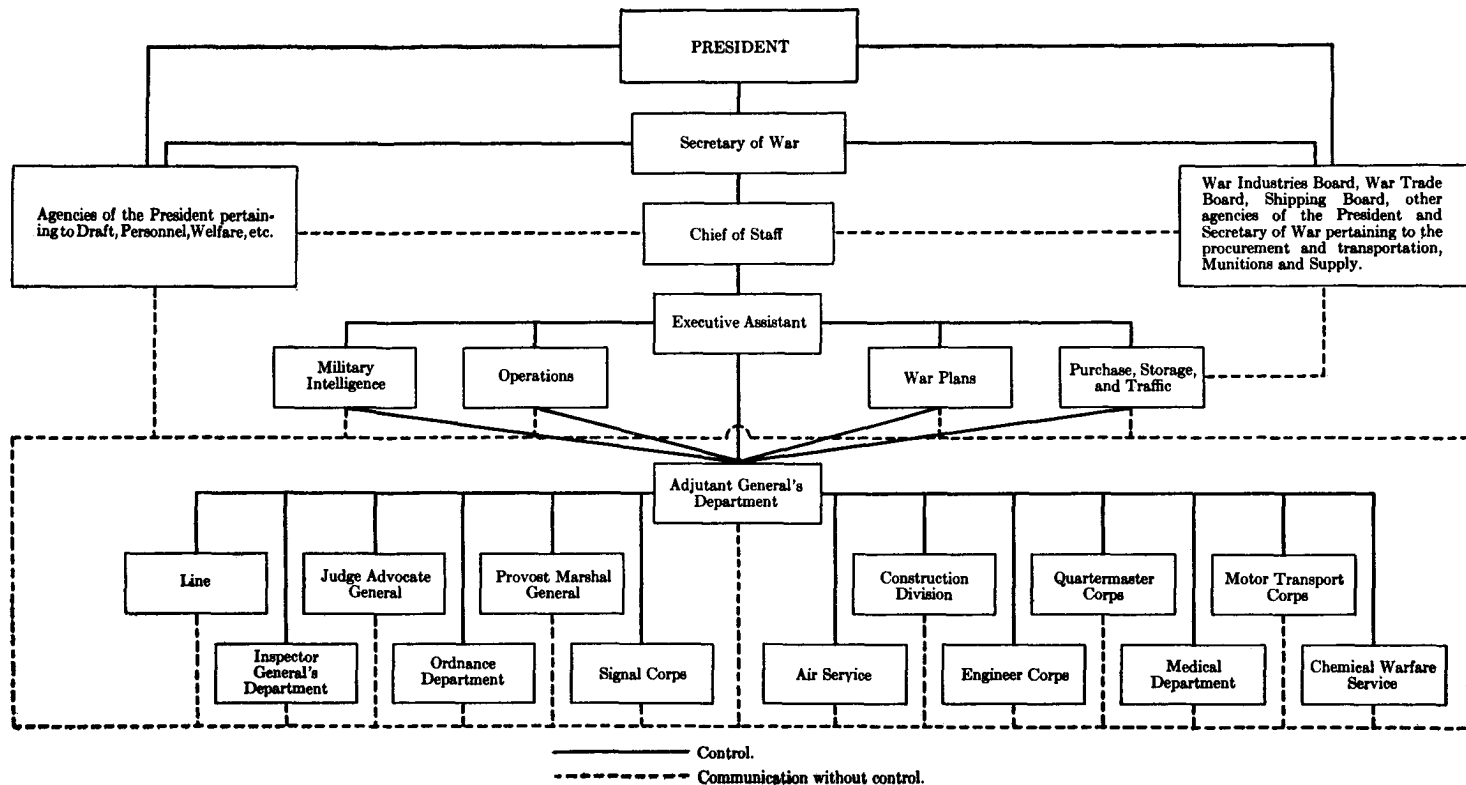 PRESIDENT
Secretary of War
Agencies of the President pertain-
ing to Draft, Personnel, Welfare, etc.
War Industries Board, War Trade
Board, Shipping Board, other
agencies of the President and
Secretary of War pertaining to the
procurement and transportation,
Munitions and Supply.
Chief of Staff
Executive Assistant
Military
Intelligence
Operations
War Plans
Purchase, Storage,
and Traffic
Adjutant General's
Department
Line
Judge Advocate
General
Provost Marshal
General
Construction
Division
Quartermaster
Corps
Motor Transport
Corps
Inspector
General's
Department
Ordnance
Department
Signal Corps
Air Service
Engineer Corps
Medical
Department
Chemical Warfare
Service
Control.
Communication without control.